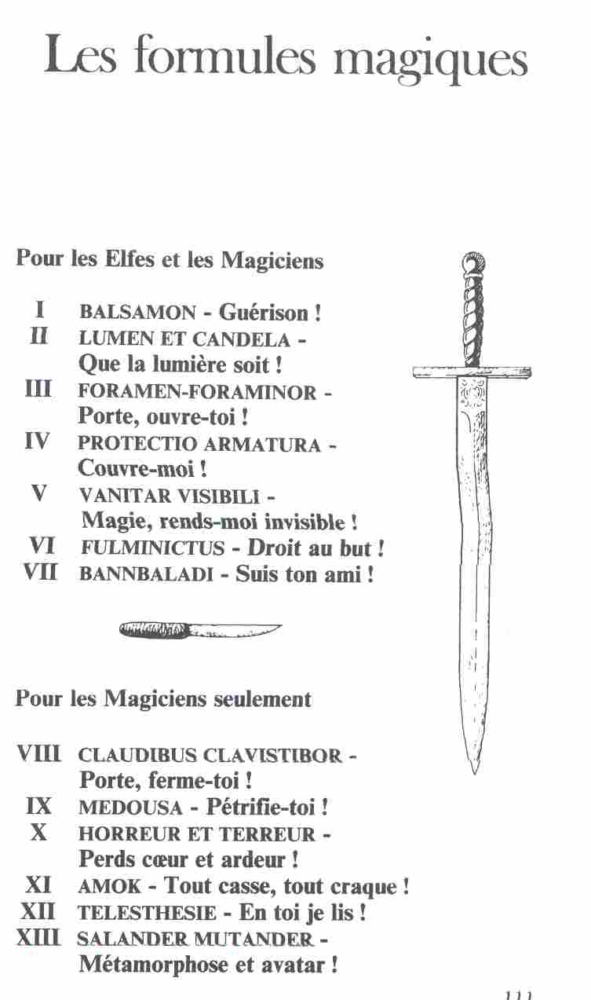 Les formules magiques
Pour les Elfes et les Magiciens
I BALSAMON - Guérison !
II LUMEN ET CANDELA -
Que la lumière soit !
III FORAMEN-FORAMINOR -
Porte, ouvre-toi !
IV PROTECTIO ARMATURA -
Couvre-moi !
V VANITAR VISIBILI -
Magie, rends-moi invisible !
VI FULMINICTUS - Droit au but !
VII BANNBALADI - Suis ton ami !
Pour les Magiciens seulement
VIII CLAUDIBUS CLAVISTIBOR -
Porte, ferme-toi !
IX MEDOUSA - Pétrifie-toi !
X HORREUR ET TERREUR -
Perds cœur et ardeur !
XI AMOK - Tout casse, tout craque !
XII TELESTHESIE - En toi je lis !
XIII SALANDER MUTANDER -
Métamorphose et avatar !
111